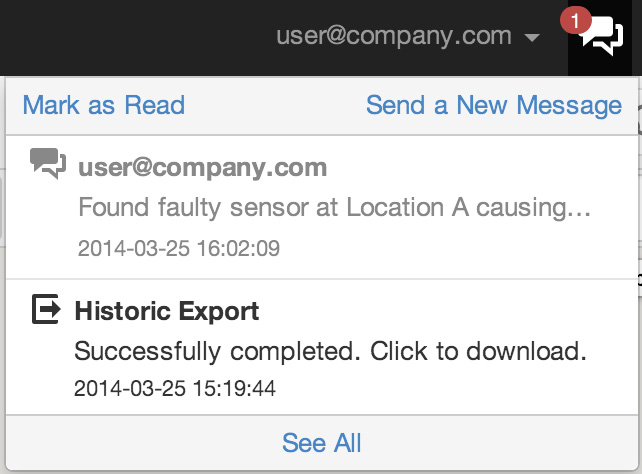 user@company.com
1
Mark as Read
Send a New Message
user@company.com
Found faulty sensor at Location A causing...
2014-03-25 16:02:09
Historic Export
Successfully completed. Click to download.
2014-03-25 15:19:44
See All